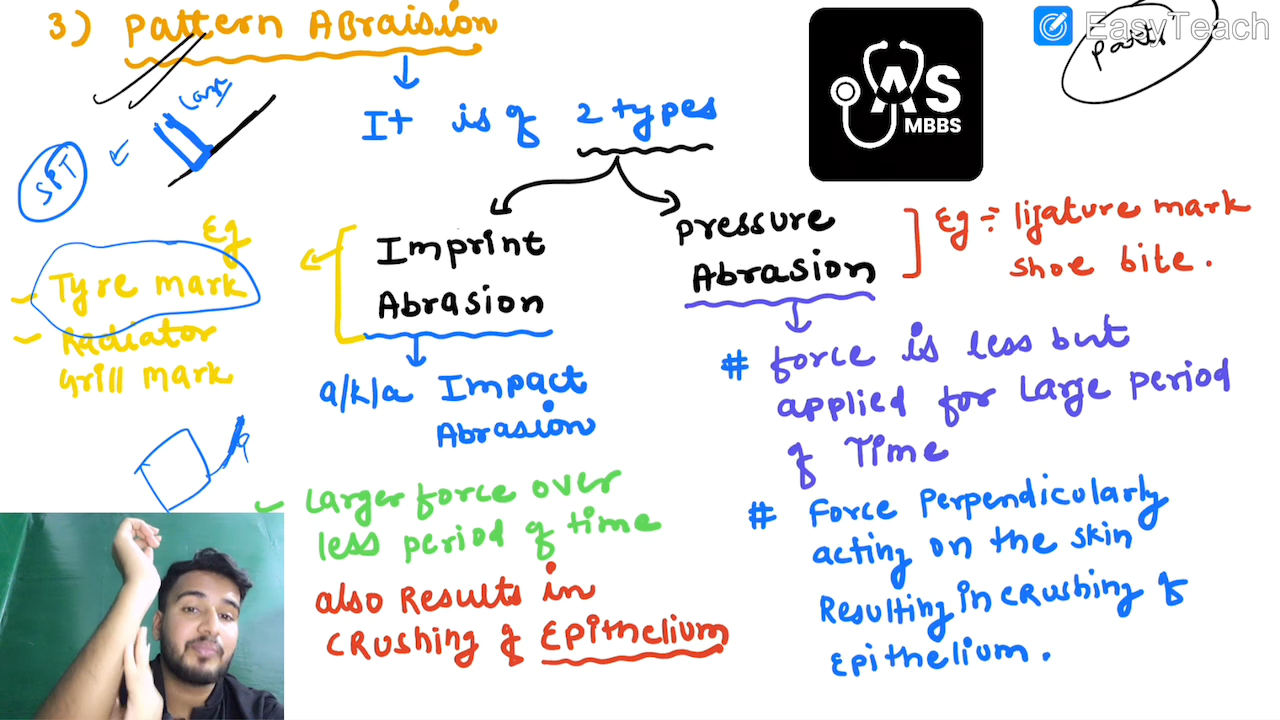 3) Pattern Abraision
EasyTeach
Patt
Large
AS
MBBS
It is of 2 types
SPT
Eg
Tyre mark
Radiator
Grill mark
Imprint
Abrasion
Pressure
Abrasion
Eg ÷ ligature mark
shoe bite.
a/k/a Impact
Abrasion
# force is less but
applied for Large period
of Time
Larger force over
less period of time
also Results in
crushing of Epithelium
# Force perpendicularly
acting on the skin
Resulting in crushing of
Epithelium.